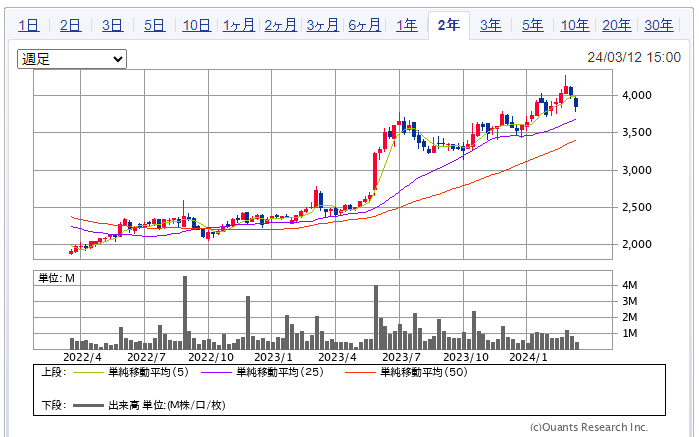 1日 2日 3日 5日 10日 1ヶ月 2ヶ月 3ヶ月 6ヶ月 1年 2年 3年 5年 10年 20年 30年
週足 24/03/12 15:00
4,000
3,500
3,000
2,500
2,000
単位: M
4M
3M
2M
1M
2022/4 2022/7 2022/10 2023/1 2023/4 2023/7 2023/10 2024/1
上段: 単純移動平均(5) 単純移動平均(25) 単純移動平均(50)
下段: 出来高 単位:(M株/口/枚)
(c)Quants Research Inc.